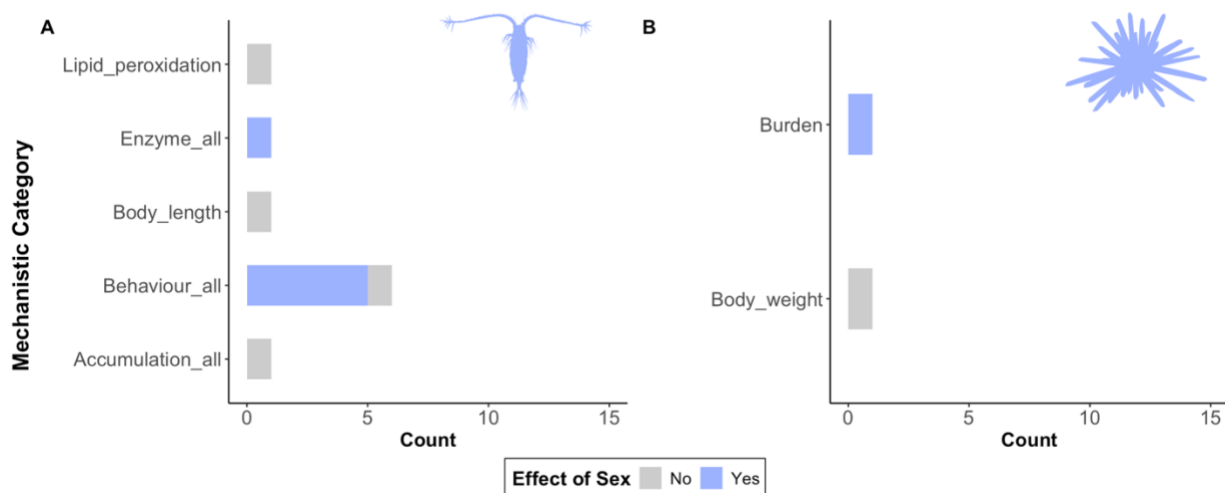 A
Mechanistic Category
Lipid_peroxidation
Enzyme_all
Body_length
Behaviour_all
Accumulation_all
0 5 10 15
Count
B
Burden
Body_weight
0 5 10 15
Count
Effect of Sex No Yes